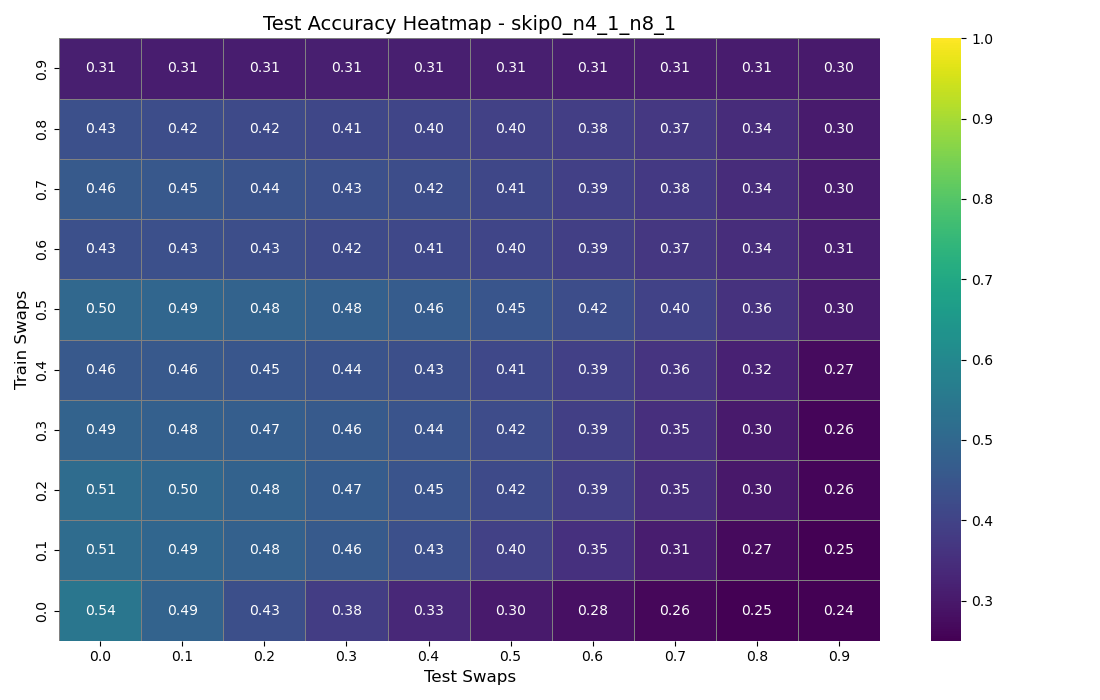 Test Accuracy Heatmap - skip0_n4_1_n8_1
0.9 0.31 0.31 0.31 0.31 0.31 0.31 0.31 0.31 0.31 0.30
0.8 0.43 0.42 0.42 0.41 0.40 0.40 0.38 0.37 0.34 0.30
0.7 0.46 0.45 0.44 0.43 0.42 0.41 0.39 0.38 0.34 0.30
0.6 0.43 0.43 0.43 0.42 0.41 0.40 0.39 0.37 0.34 0.31
0.5 0.50 0.49 0.48 0.48 0.46 0.45 0.42 0.40 0.36 0.30
0.4 0.46 0.46 0.45 0.44 0.43 0.41 0.39 0.36 0.32 0.27
0.3 0.49 0.48 0.47 0.46 0.44 0.42 0.39 0.35 0.30 0.26
0.2 0.51 0.50 0.48 0.47 0.45 0.42 0.39 0.35 0.30 0.26
0.1 0.51 0.49 0.48 0.46 0.43 0.40 0.35 0.31 0.27 0.25
0.0 0.54 0.49 0.43 0.38 0.33 0.30 0.28 0.26 0.25 0.24
0.0 0.1 0.2 0.3 0.4 0.5 0.6 0.7 0.8 0.9
Test Swaps
Train Swaps
1.0
0.9
0.8
0.7
0.6
0.5
0.4
0.3